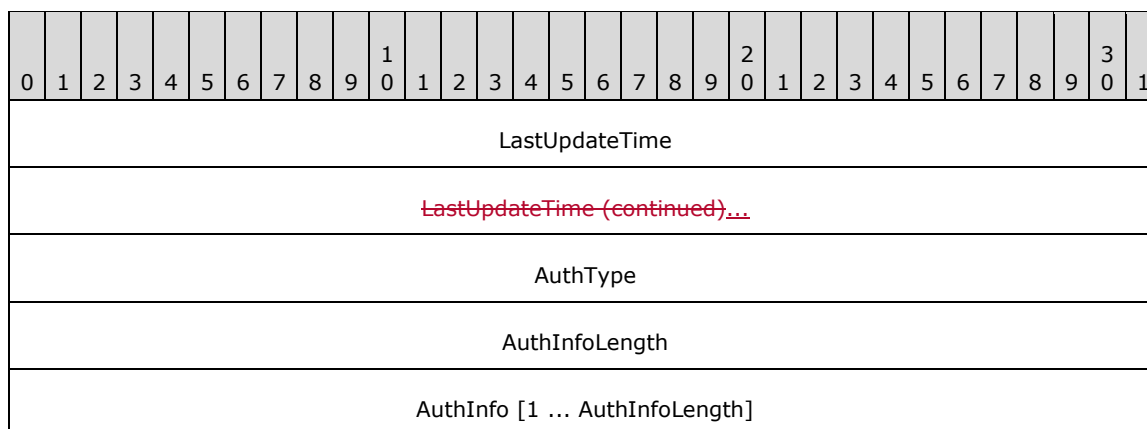 1 2 3
0 1 2 3 4 5 6 7 8 9 0 1 2 3 4 5 6 7 8 9 0 1 2 3 4 5 6 7 8 9 0 1
LastUpdateTime
LastUpdateTime (continued)...
AuthType
AuthInfoLength
AuthInfo [1 ... AuthInfoLength]